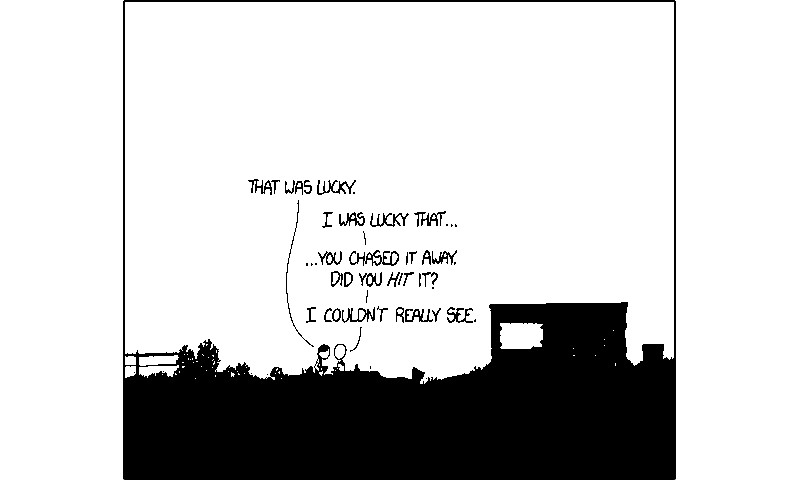 THAT WAS LUCKY.
I WAS LUCKY THAT...
...YOU CHASED IT AWAY.
DID YOU HIT IT?
I COULDN'T REALLY SEE.